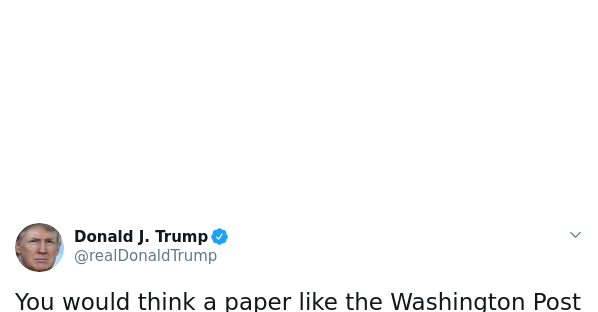 Donald J. Trump
@realDonaldTrump
You would think a paper like the Washington Post